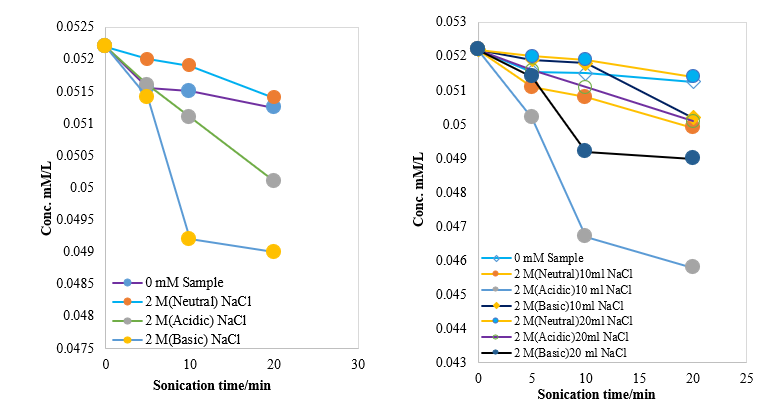 0.0525
0.052
0.0515
0.051
0.0505
0.05
0.0495
0.049
0.0485
0.048
0.0475
Conc. mM/L
0 mM Sample
2 M(Neutral) NaCl
2 M(Acidic) NaCl
2 M(Basic) NaCl
0 10 20 30
Sonication time/min
0.053
0.052
0.051
0.05
0.049
0.048
0.047
0.046
0.045
0.044
0.043
Conc. mM/L
0 mM Sample
2 M(Neutral)10ml NaCl
2 M(Acidic)10 ml NaCl
2 M(Basic)10ml NaCl
2 M(Neutral)20ml NaCl
2 M(Acidic)20ml NaCl
2 M(Basic)20 ml NaCl
0 5 10 15 20 25
Sonication time/min